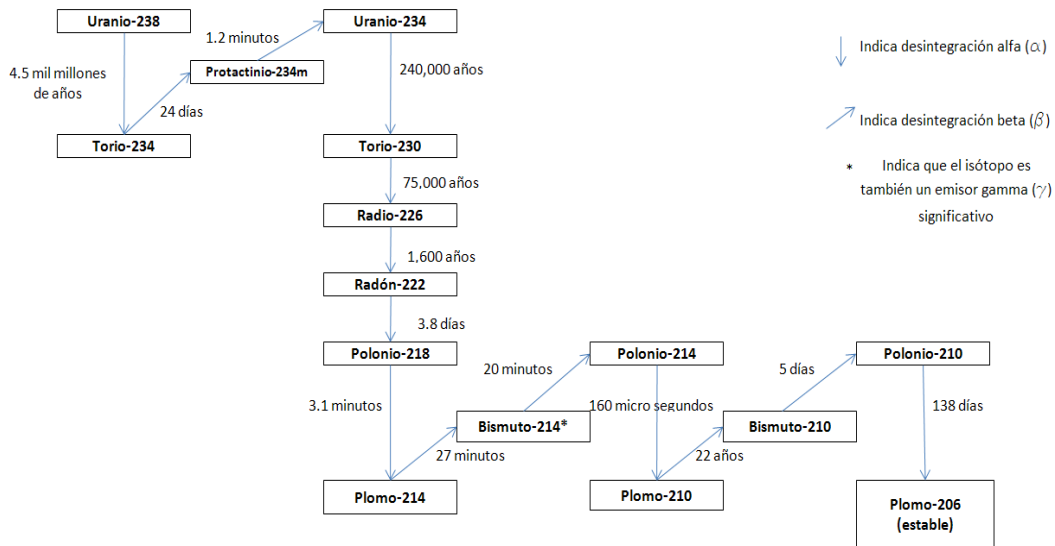 Uranio-238
4.5 mil millones
de años
Torio-234
24 días
Protactinio-234m
1.2 minutos
Uranio-234
240,000 años
Torio-230
75,000 años
Radio-226
1,600 años
Radón-222
3.8 días
Polonio-218
3.1 minutos
Plomo-214
27 minutos
Bismuto-214*
20 minutos
Polonio-214
160 micro segundos
Plomo-210
22 años
Bismuto-210
5 días
Polonio-210
138 días
Plomo-206
(estable)
Indica desintegración alfa (α)
Indica desintegración beta (β)
* Indica que el isótopo es
también un emisor gamma (γ)
significativo